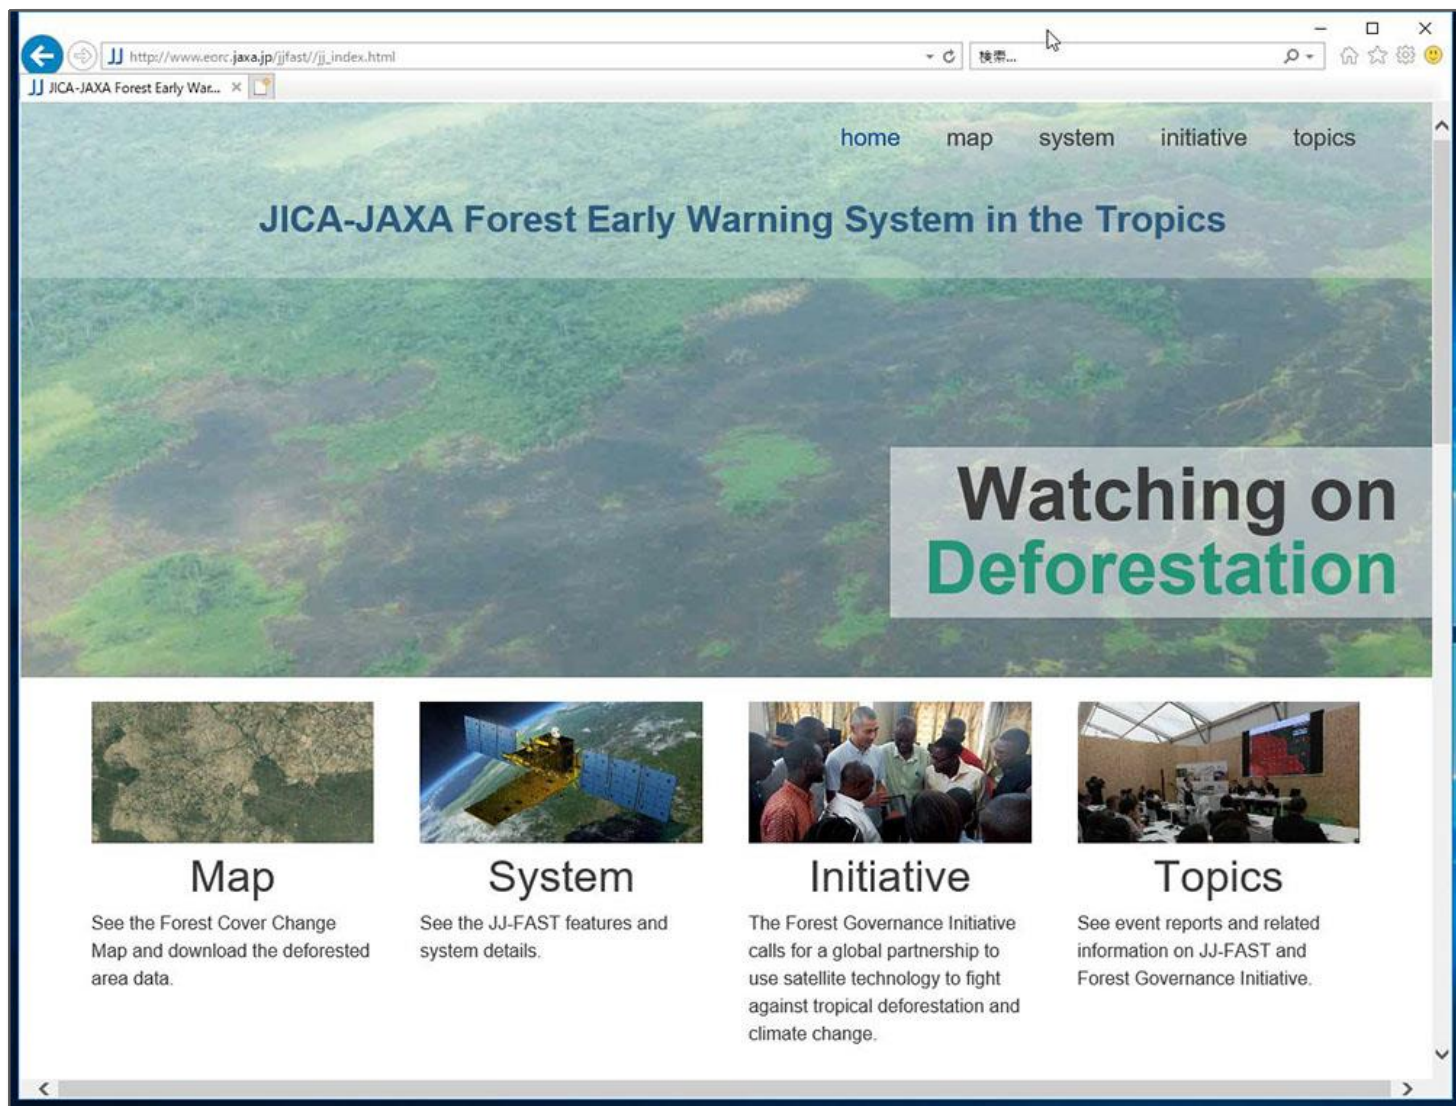 http://www.eorc.jaxa.jp/jjfast//jj_index.html
検索...
JJ JICA-JAXA Forest Early War...
home map system initiative topics
JICA-JAXA Forest Early Warning System in the Tropics
Watching on
Deforestation
Map
See the Forest Cover Change
Map and download the deforested
area data.
System
See the JJ-FAST features and
system details.
Initiative
The Forest Governance Initiative
calls for a global partnership to
use satellite technology to fight
against tropical deforestation and
climate change.
Topics
See event reports and related
information on JJ-FAST and
Forest Governance Initiative.